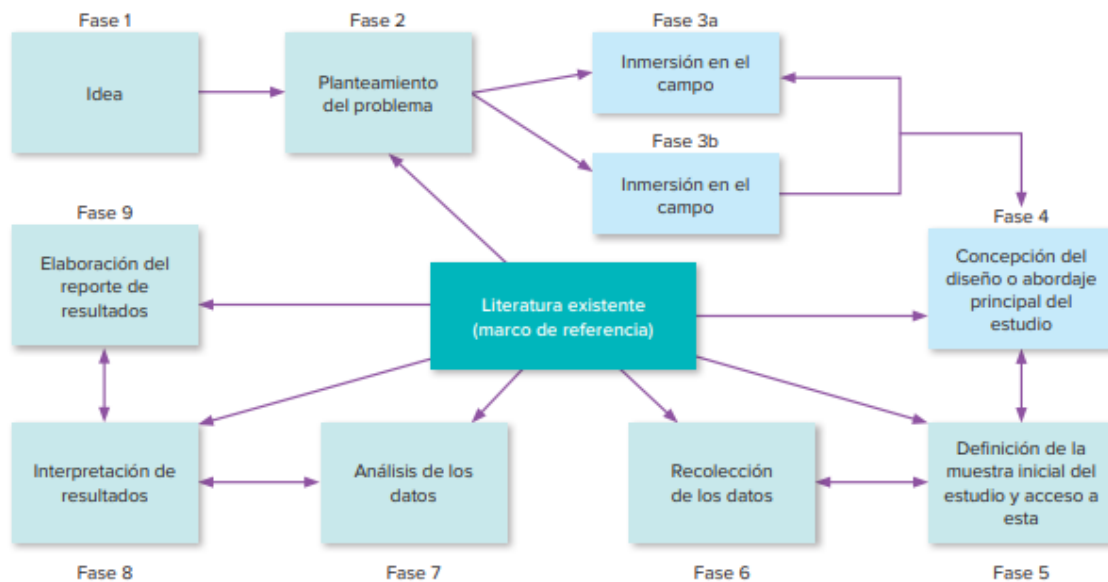 Fase 1
Idea
Fase 2
Planteamiento
del problema
Fase 3a
Inmersión en el
campo
Fase 3b
Inmersión en el
campo
Fase 4
Concepción del
diseño o abordaje
principal del
estudio
Fase 9
Elaboración del
reporte de
resultados
Literatura existente
(marco de referencia)
Interpretación de
resultados
Fase 8
Análisis de los
datos
Fase 7
Recolección
de los datos
Fase 6
Definición de la
muestra inicial del
estudio y acceso a
esta
Fase 5